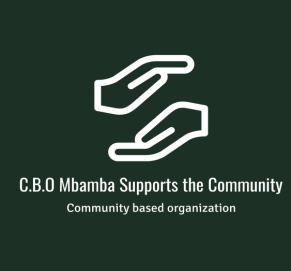 C.B.O Mbamba Supports the Community
Community based organization